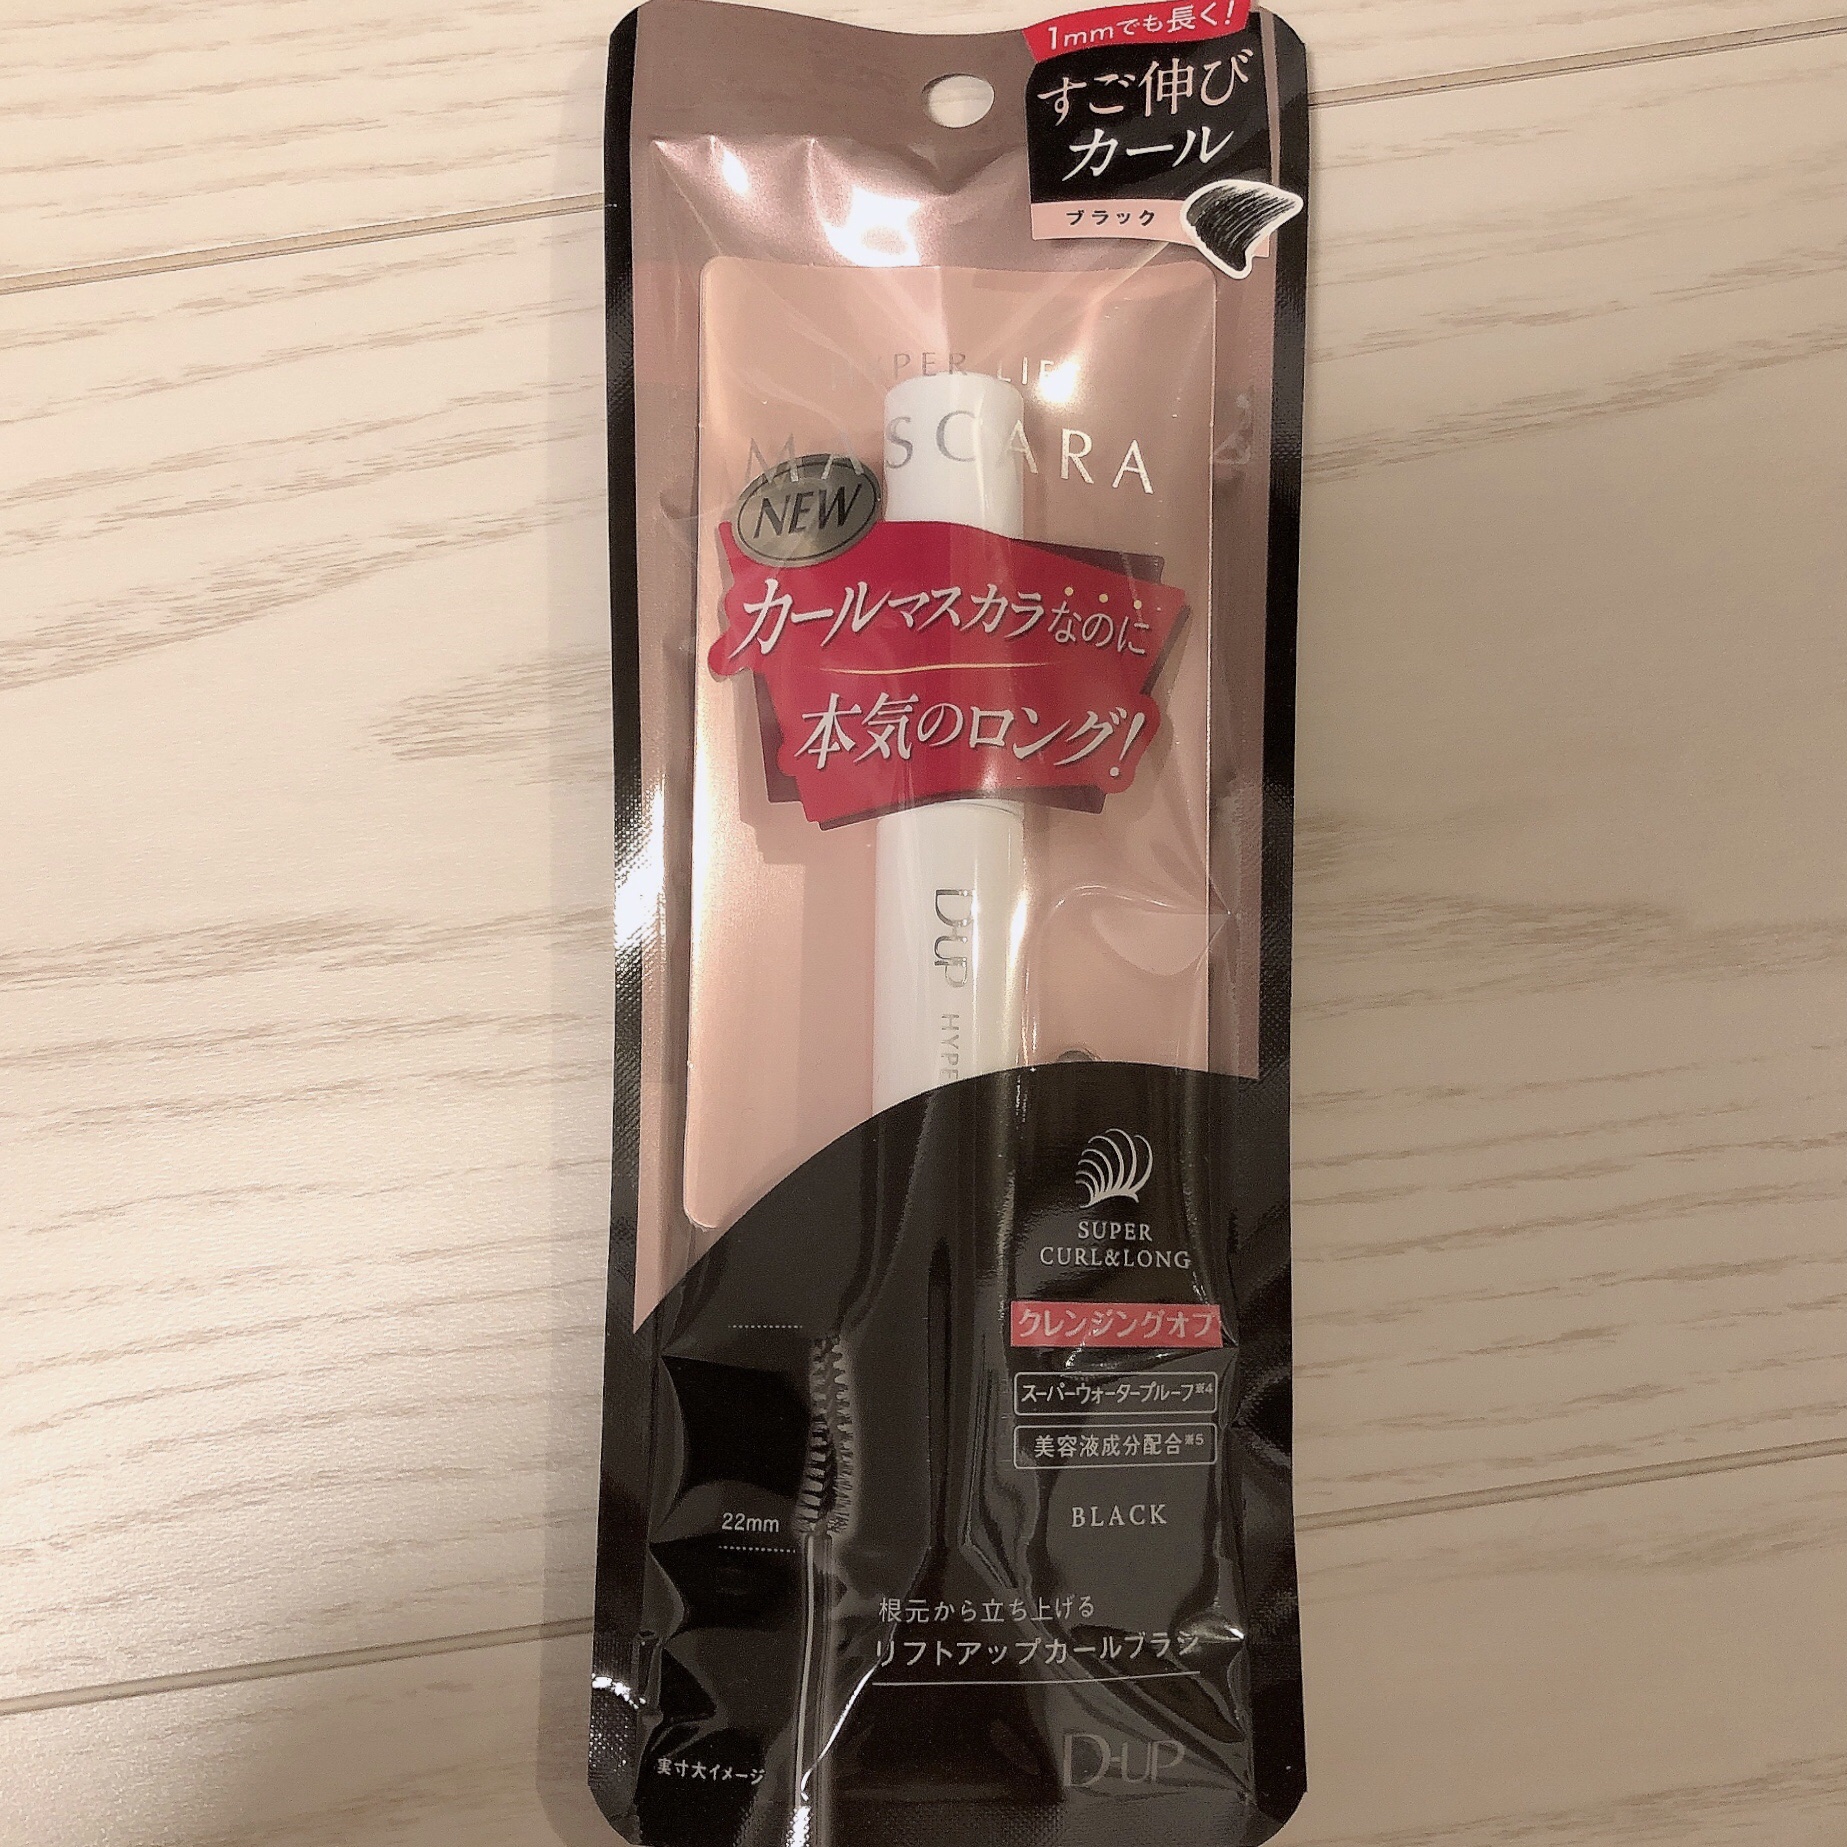 1mmでも長く!
すご伸び
カール
ブラック
HYPER LIF
MASCARA
NEW
カールマスカラなのに
本気のロング!
D-UP HYPE
SUPER
CURL&LONG
クレンジングオフ
スーパーウォータープルーフ※4
美容液成分配合※5
22mm
BLACK
根元から立ち上げる
リフトアップカールブラシ
実寸大イメージ
D-UP